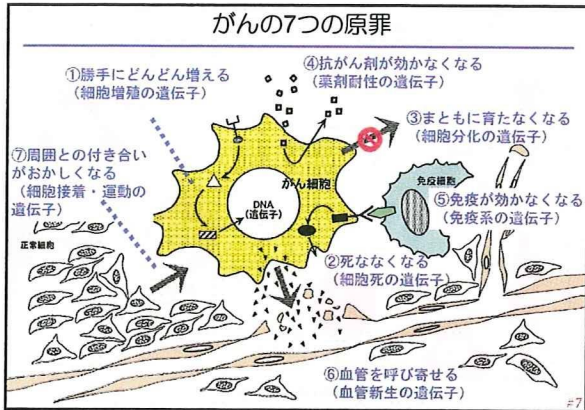 がんの7つの原罪
①勝手にどんどん増える
(細胞増殖の遺伝子)
④抗がん剤が効かなくなる
(薬剤耐性の遺伝子)
③まともに育たなくなる
(細胞分化の遺伝子)
⑦周囲との付き合い
がおかしくなる
(細胞接着・運動の
遺伝子)
がん細胞
DNA
(遺伝子)
免疫細胞
⑤免疫が効かなくなる
(免疫系の遺伝子)
正常細胞
②死ななくなる
(細胞死の遺伝子)
⑥血管を呼び寄せる
(血管新生の遺伝子)
F7